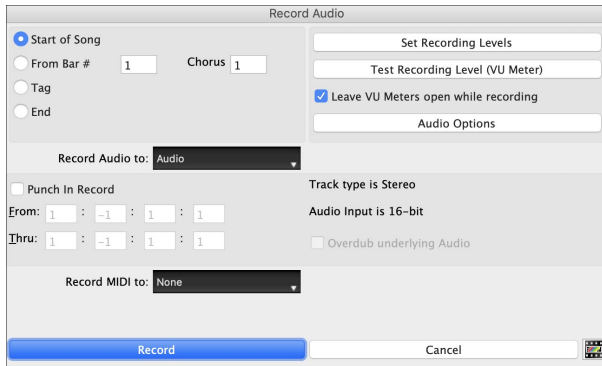 Record Audio
Start of Song
From Bar # 1 Chorus 1
Tag
End
Set Recording Levels
Test Recording Level (VU Meter)
Leave VU Meters open while recording
Audio Options
Record Audio to: Audio
Punch In Record
From: 1 : -1 : 1 : 1
Thru: 1 : -1 : 1 : 1
Track type is Stereo
Audio Input is 16-bit
Overdub underlying Audio
Record MIDI to: None
Record
Cancel